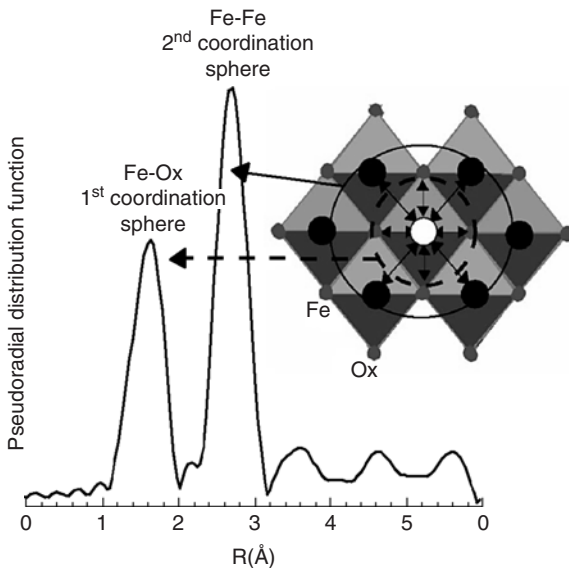 Fe-Fe
2nd coordination
sphere
Fe-Ox
1st coordination
sphere
Pseudoradial distribution function
Fe
Ox
0 1 2 3 4 5 0
R(Å)